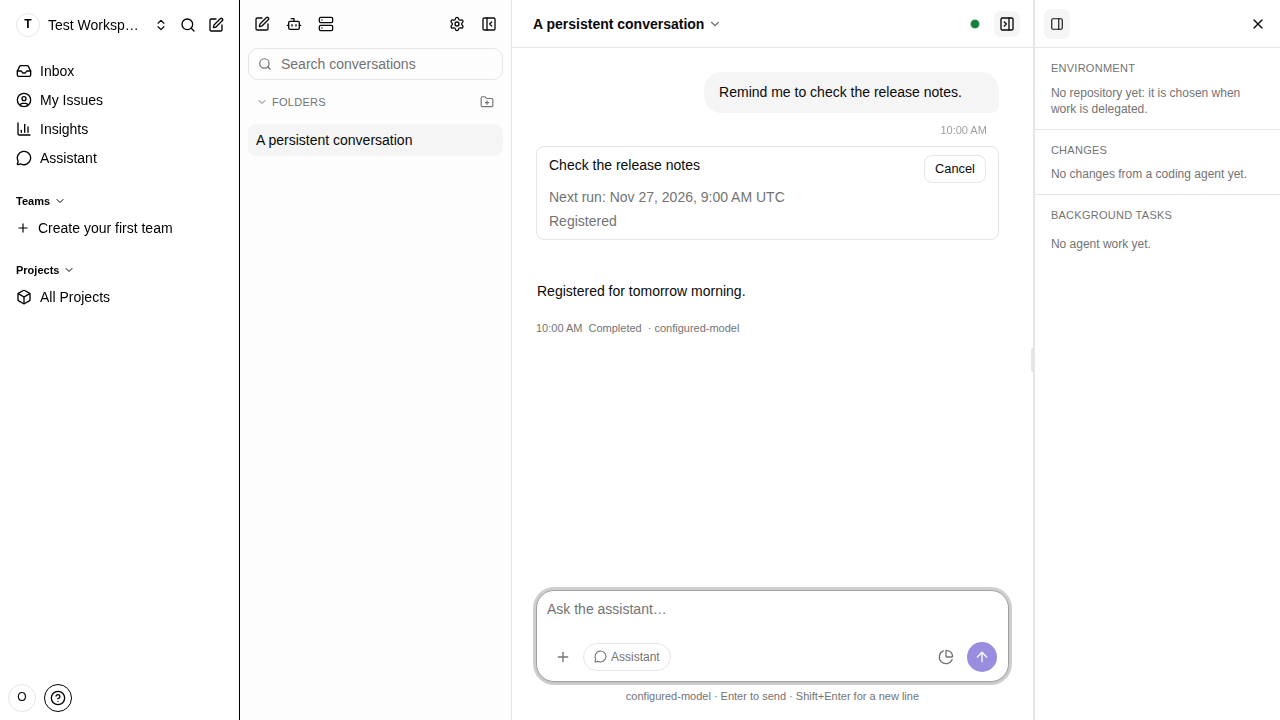 T
Test Worksp…
Inbox
My Issues
Insights
Assistant
Teams
Create your first team
Projects
All Projects
O
Search conversations
FOLDERS
A persistent conversation
A persistent conversation
Remind me to check the release notes.
10:00 AM
Check the release notes
Cancel
Next run: Nov 27, 2026, 9:00 AM UTC
Registered
Registered for tomorrow morning.
10:00 AM Completed · configured-model
Ask the assistant…
Assistant
configured-model · Enter to send · Shift+Enter for a new line
ENVIRONMENT
No repository yet: it is chosen when
work is delegated.
CHANGES
No changes from a coding agent yet.
BACKGROUND TASKS
No agent work yet.